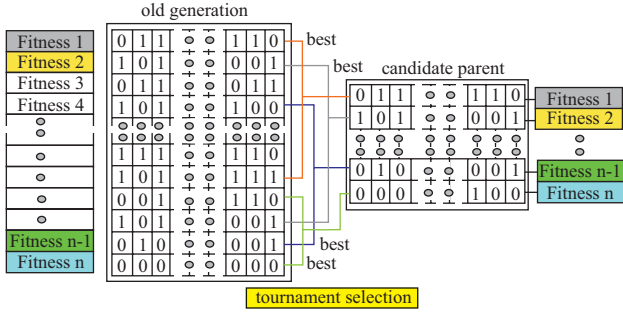 old generation
Fitness 1 0 1 1 1 1 0 best
Fitness 2 1 0 1 0 0 1 best
Fitness 3 0 1 1 0 1 1
Fitness 4 1 0 1 1 0 0
1 1 1 1 1 0
0 1 1 1 1 1
0 0 0 1 1 0
1 0 1 0 0 1
Fitness n-1 0 1 0 0 0 1 best
Fitness n 0 0 0 0 0 0 best
candidate parent
0 1 1 1 1 0 Fitness 1
1 0 1 0 0 1 Fitness 2
0 1 0 0 0 1 Fitness n-1
0 0 0 1 0 0 Fitness n
tournament selection